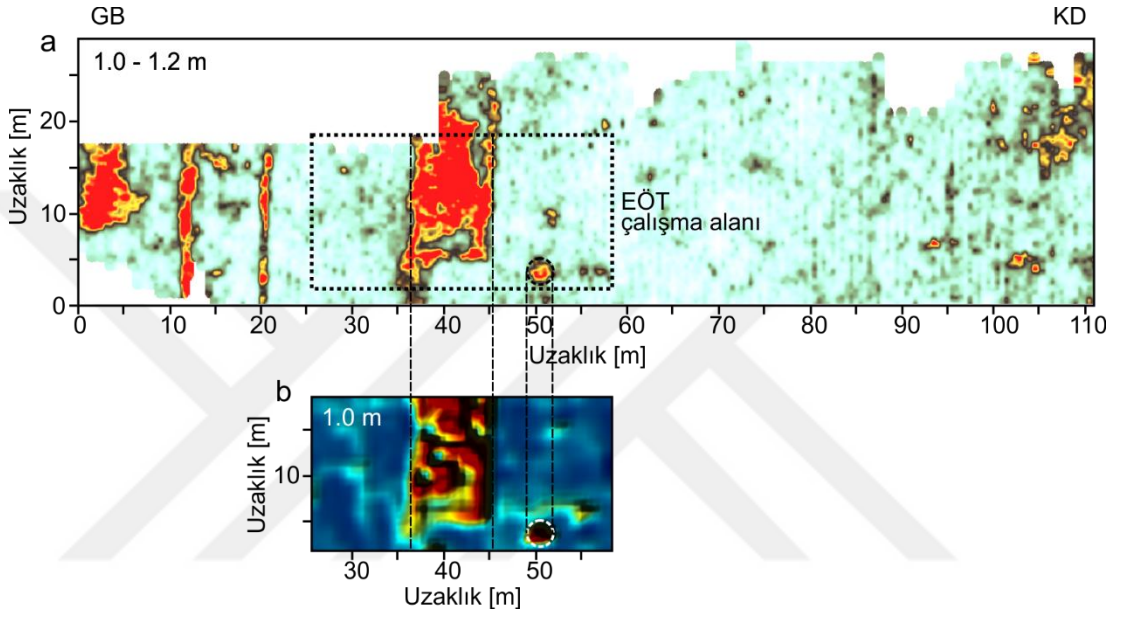 GB KD
a
1.0 - 1.2 m
Uzaklık [m]
20
10
0
EÖT
çalışma alanı
0 10 20 30 40 50 60 70 80 90 100 110
Uzaklık [m]
b
1.0 m
Uzaklık [m]
10
30 40 50
Uzaklık [m]